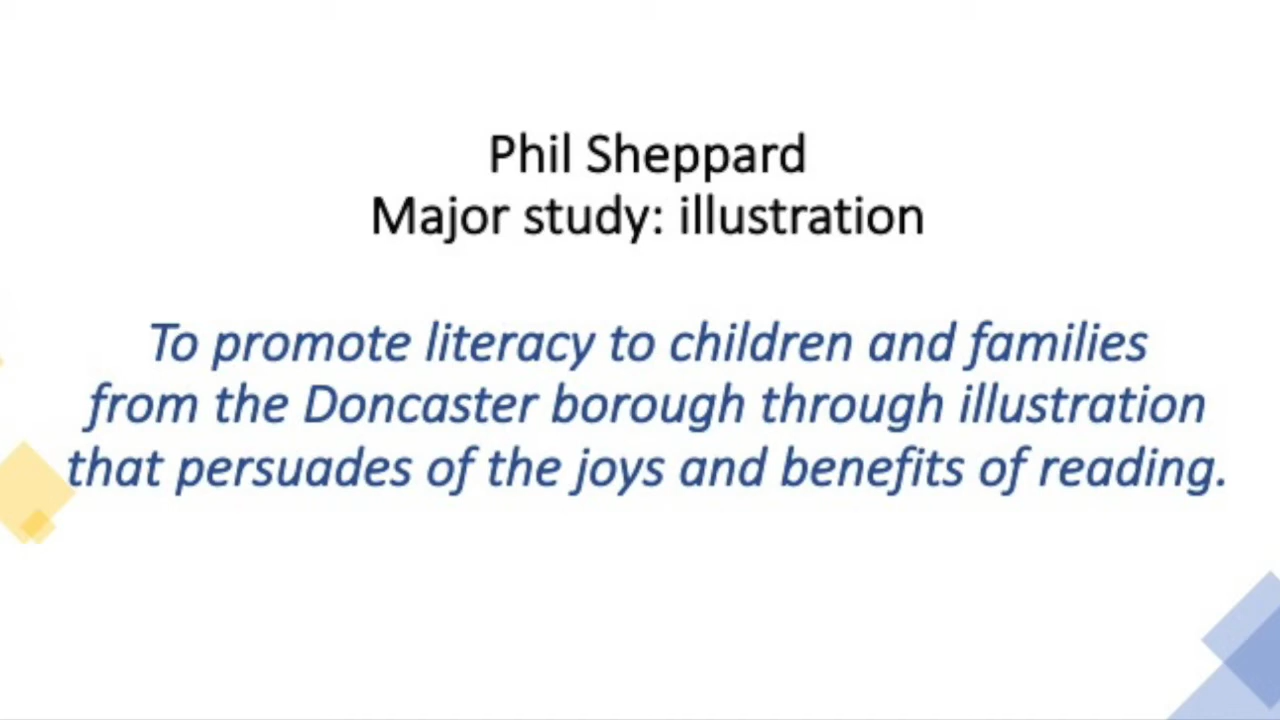 Phil Sheppard
Major study: illustration
To promote literacy to children and families
from the Doncaster borough through illustration
that persuades of the joys and benefits of reading.